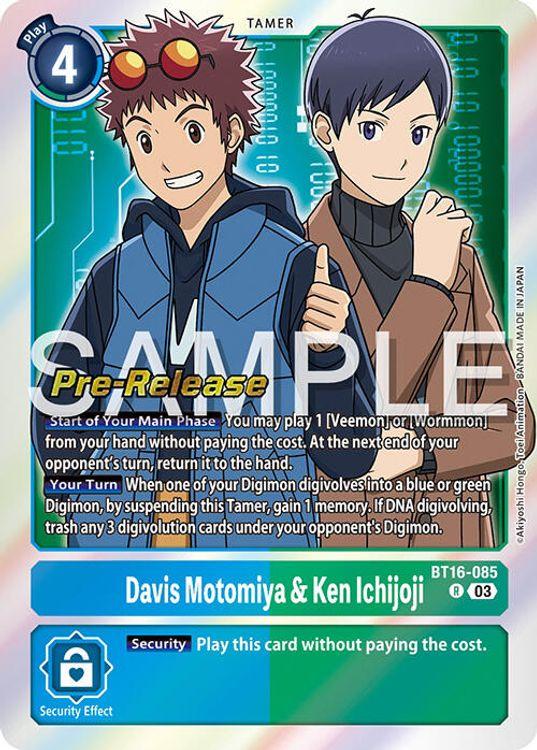 TAMER
Play
4
SAMPLE
Pre-Release
Start of Your Main Phase You may play 1 [Veemon] or [Wormmon]
from your hand without paying the cost. At the next end of your
opponent's turn, return it to the hand.
Your Turn When one of your Digimon digivolves into a blue or green
Digimon, by suspending this Tamer, gain 1 memory. If DNA digivolving,
trash any 3 digivolution cards under your opponent's Digimon.
©Akiyoshi Hongo, Toei Animation BANDAI MADE IN JAPAN
BT16-085
Davis Motomiya & Ken Ichijoji
R 03
Security Play this card without paying the cost.
Security Effect